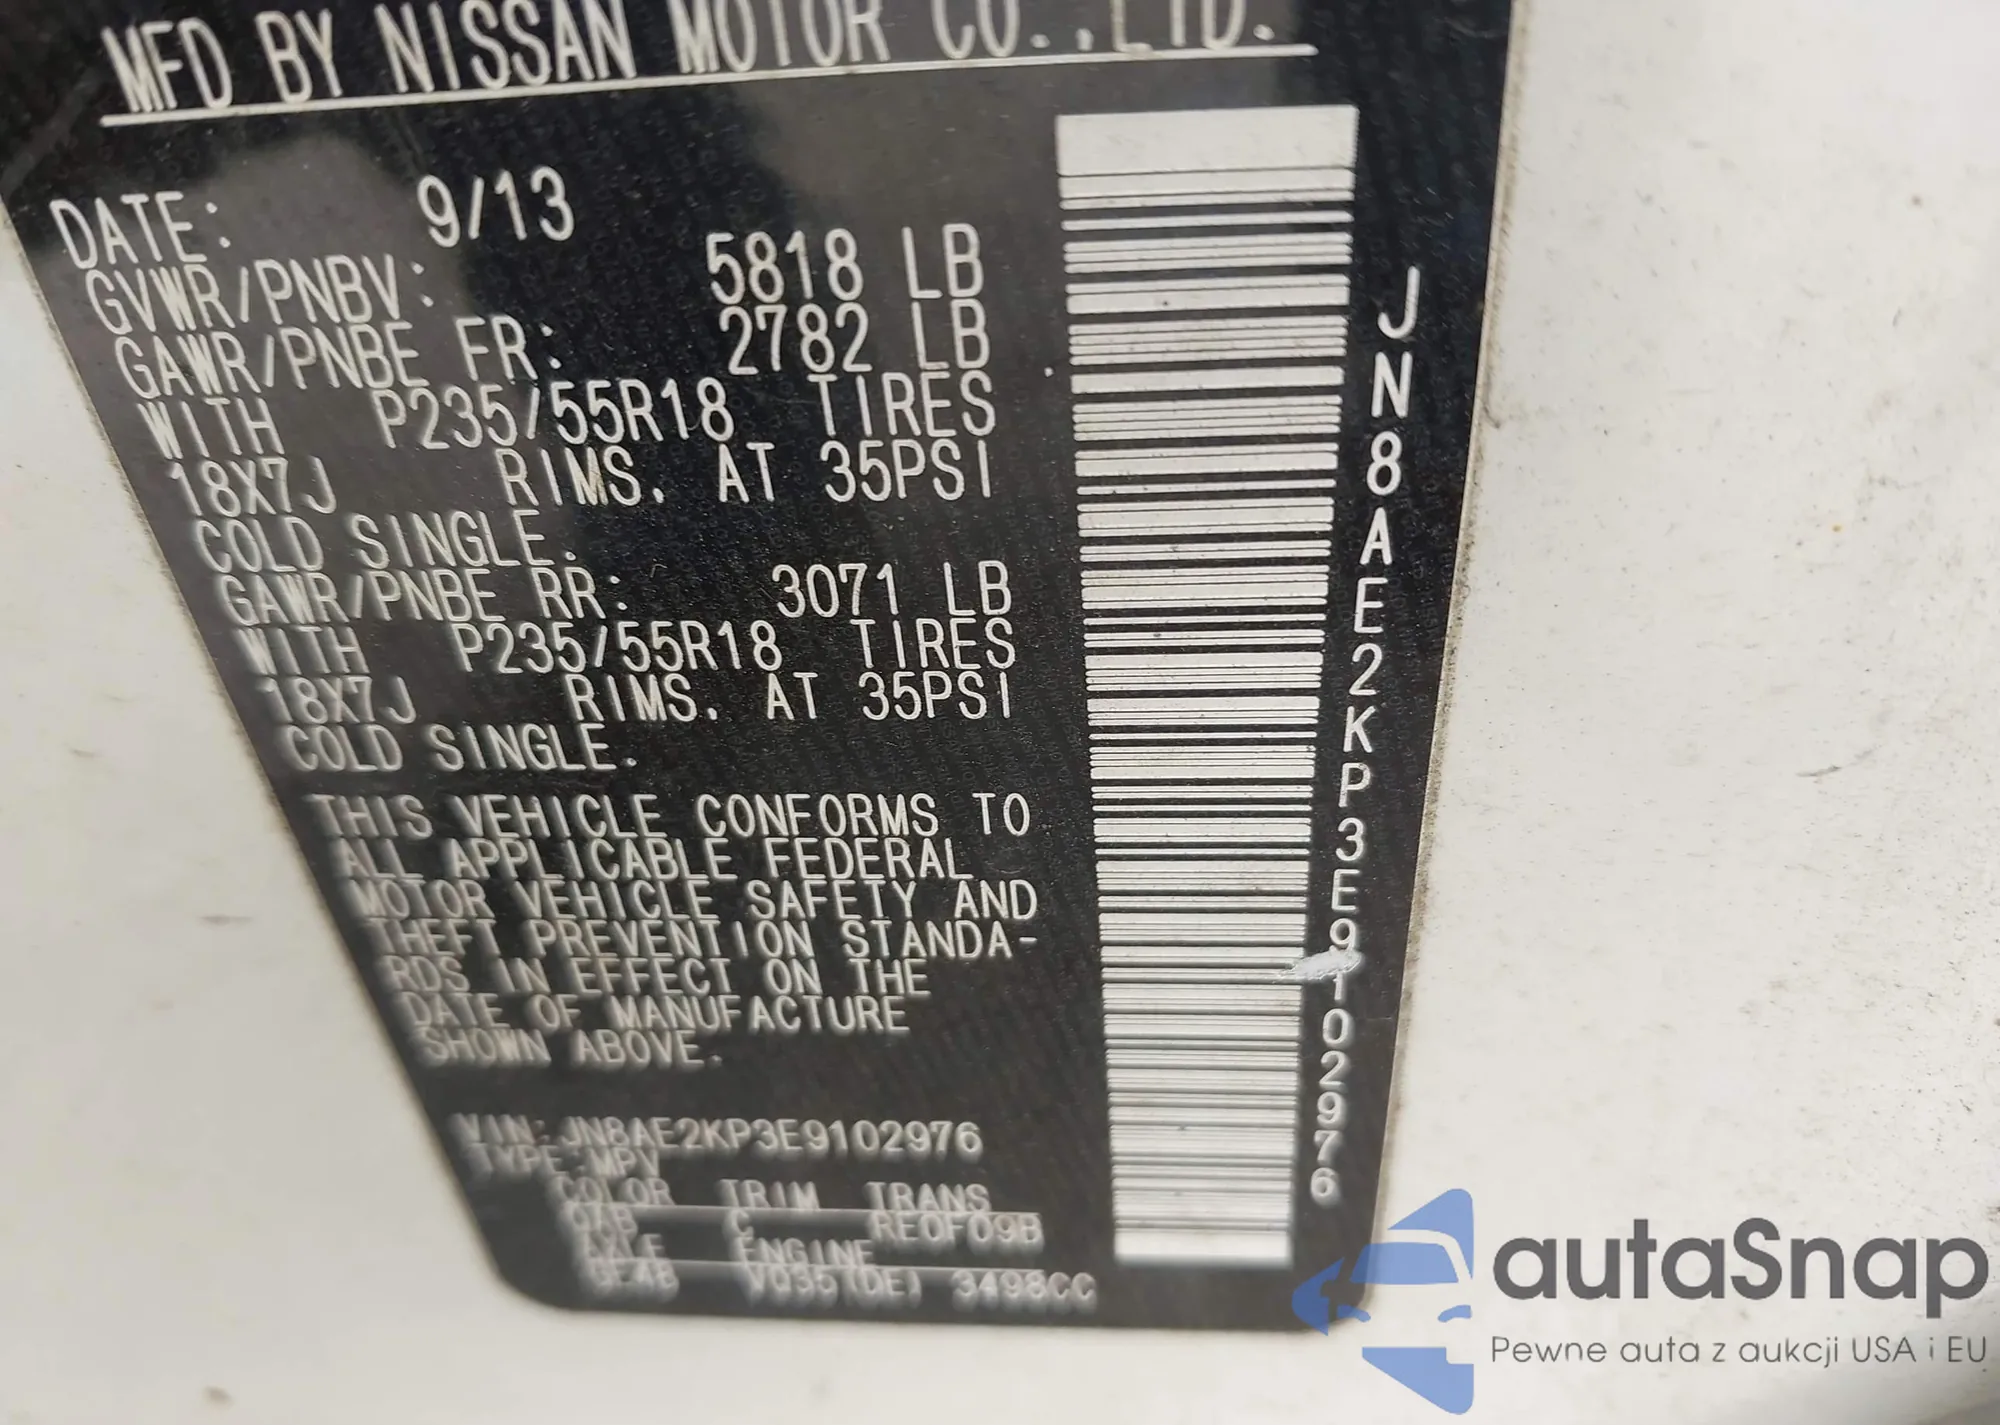 MFD BY NISSAN MOTOR CO.,LTD.
DATE: 9/13
GVWR/PNBV: 5818 LB
GAWR/PNBE FR: 2782 LB
WITH P235/55R18 TIRES
18X7J RIMS. AT 35PSI
COLD SINGLE.
GAWR/PNBE RR: 3071 LB
WITH P235/55R18 TIRES
18X7J RIMS. AT 35PSI
COLD SINGLE.
THIS VEHICLE CONFORMS TO
ALL APPLICABLE FEDERAL
MOTOR VEHICLE SAFETY AND
THEFT PREVENTION STANDA-
RDS IN EFFECT ON THE
DATE OF MANUFACTURE
SHOWN ABOVE.
VIN: JN8AE2KP3E9102976
TYPE:MPV
COLOR TRIM TRANS
QAB C RE0F09B
AXLE ENGINE
GF4B VQ35(DE) 3498CC
JN8AE2KP3E9102976
autaSnap
Pewne auta z aukcji USA i EU